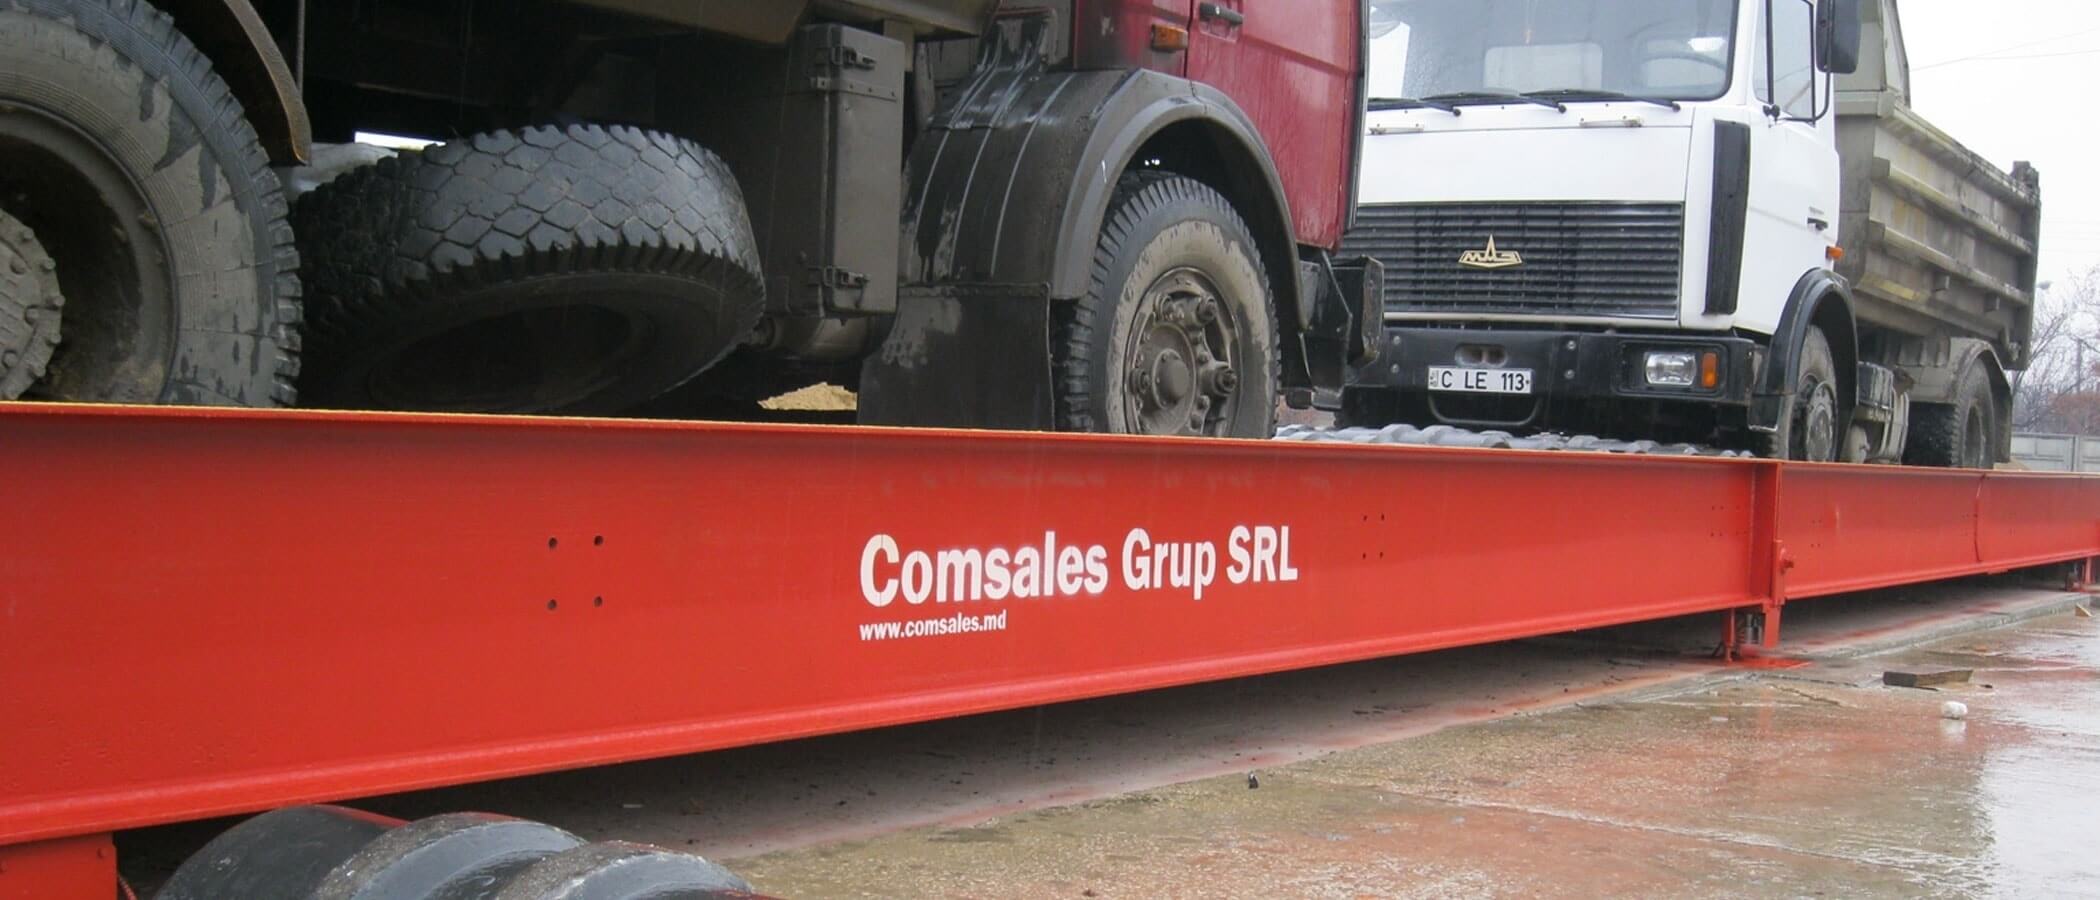 МАЗ
C LE 113
Comsales Grup SRL
www.comsales.md